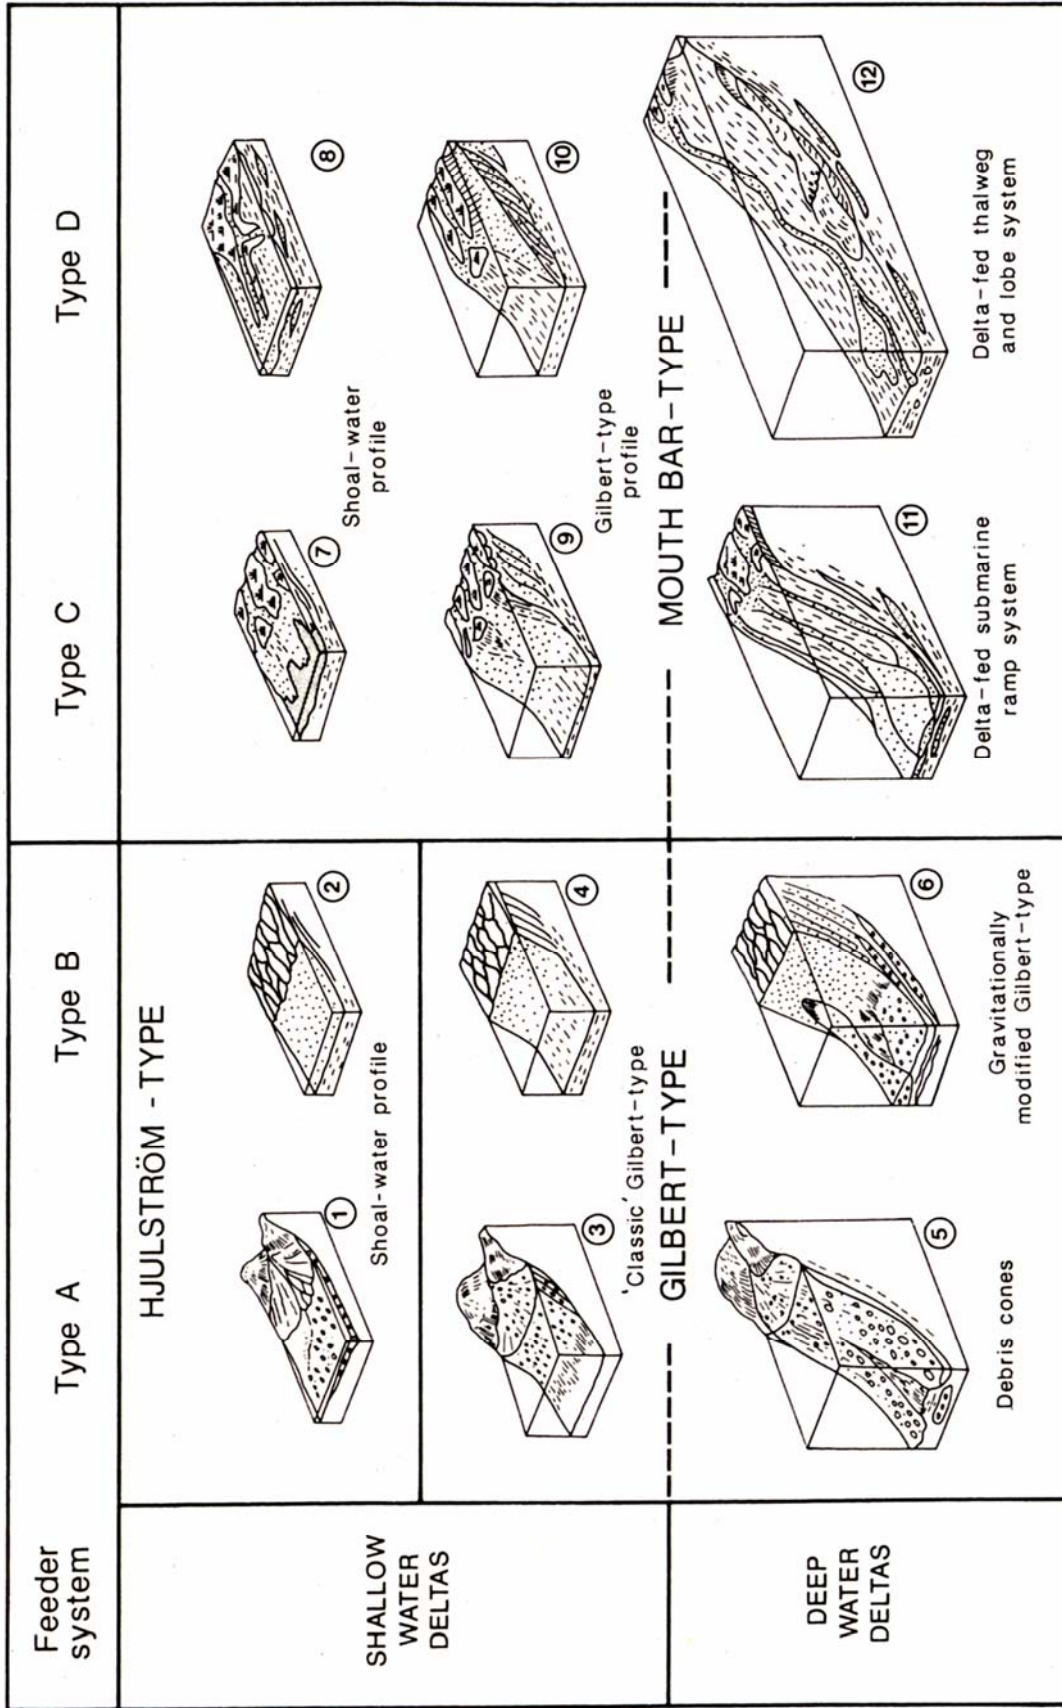 Feeder
system
Type A
Type B
Type C
Type D
SHALLOW
WATER
DELTAS
HJULSTRÖM - TYPE
1
Shoal-water profile
2
7
Shoal-water
profile
8
3
'Classic' Gilbert-type
4
9
Gilbert-type
profile
10
GILBERT-TYPE
MOUTH BAR-TYPE
DEEP
WATER
DELTAS
5
Debris cones
6
Gravitationally
modified Gilbert-type
11
Delta-fed submarine
ramp system
12
Delta-fed thalweg
and lobe system